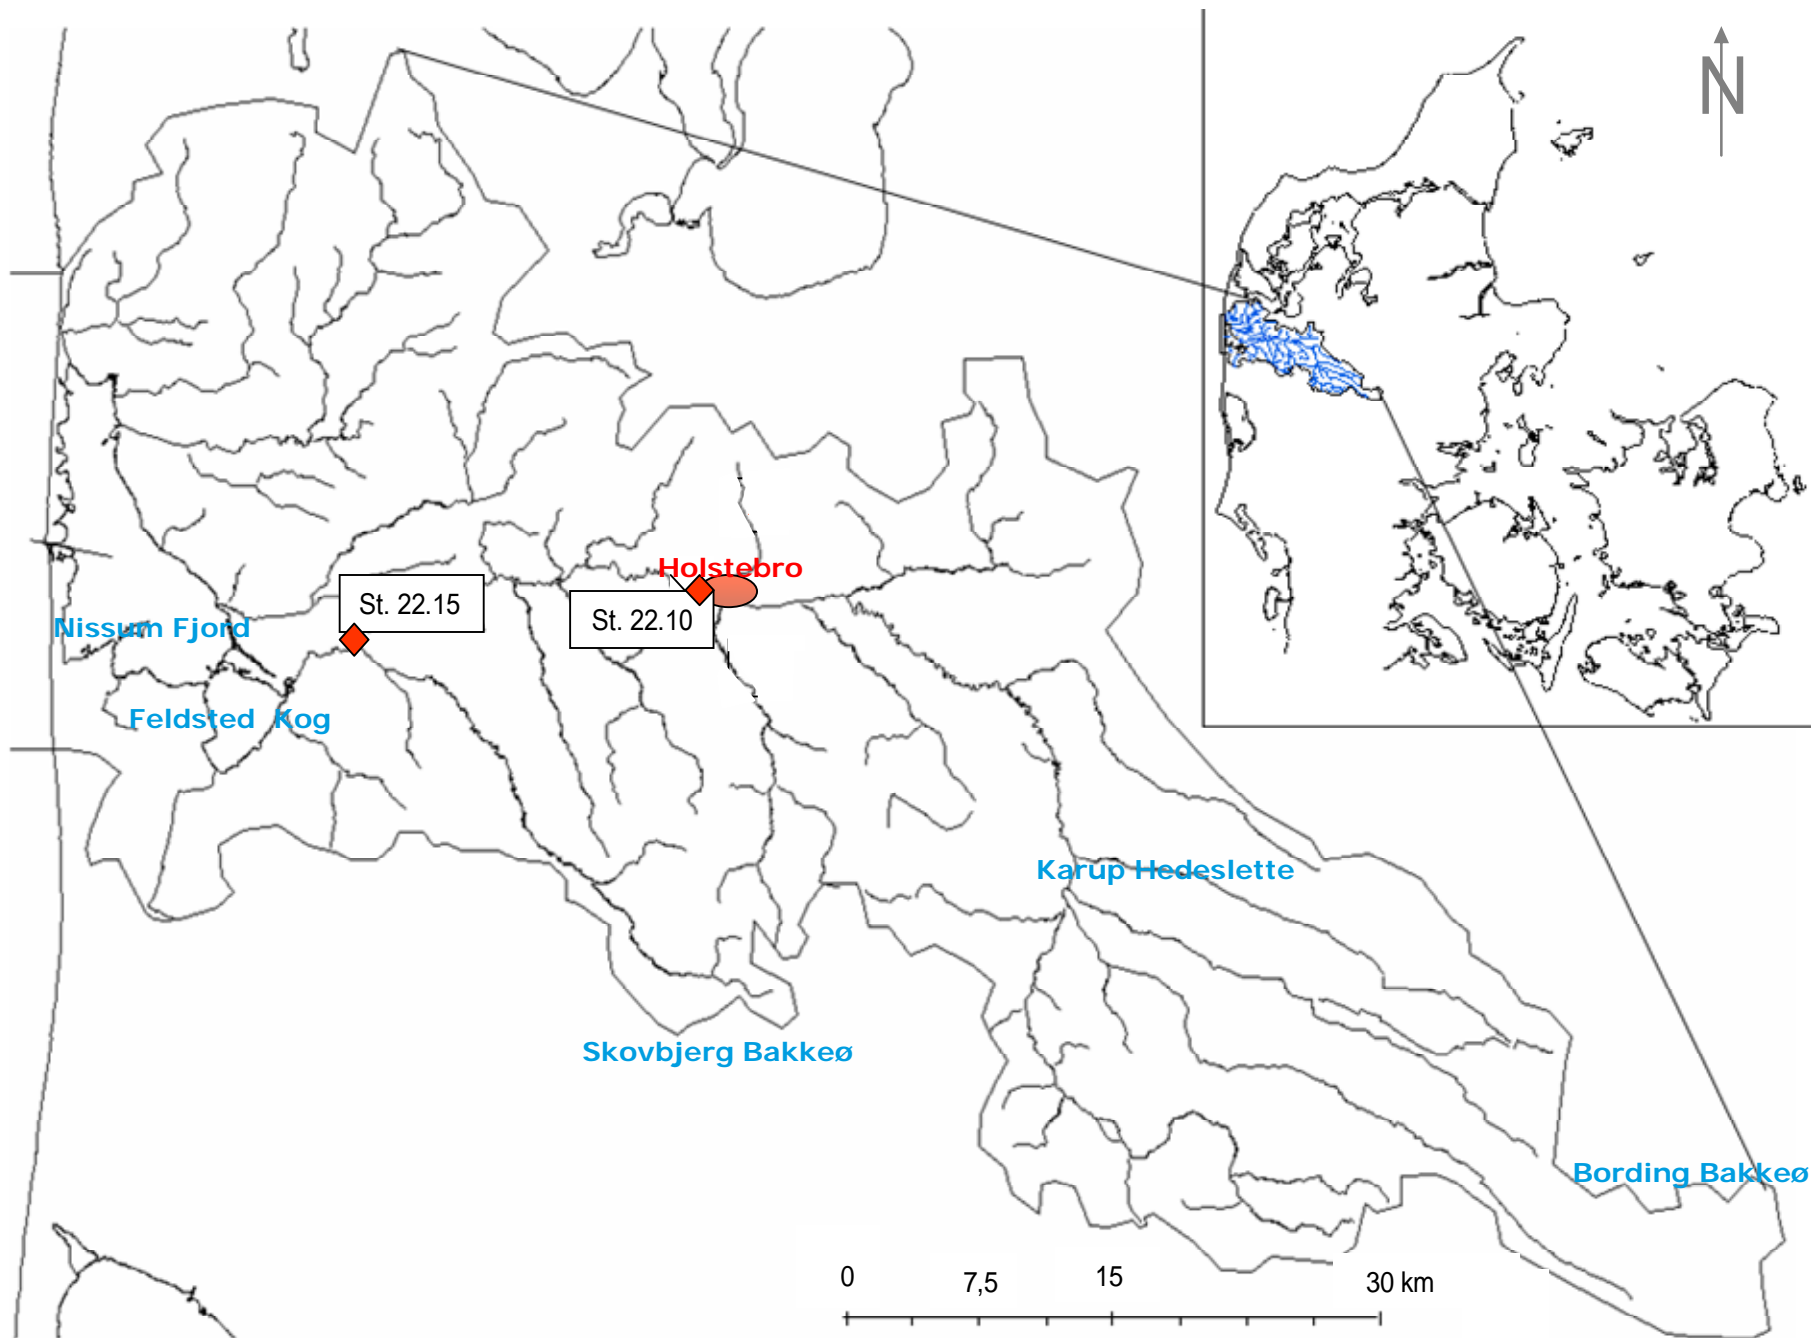 N
Holstebro
St. 22.15
St. 22.10
Nissum Fjord
Feldsted Kog
Karup Hedeslette
Skovbjerg Bakkeø
Bording Bakkeø
0 7,5 15 30 km